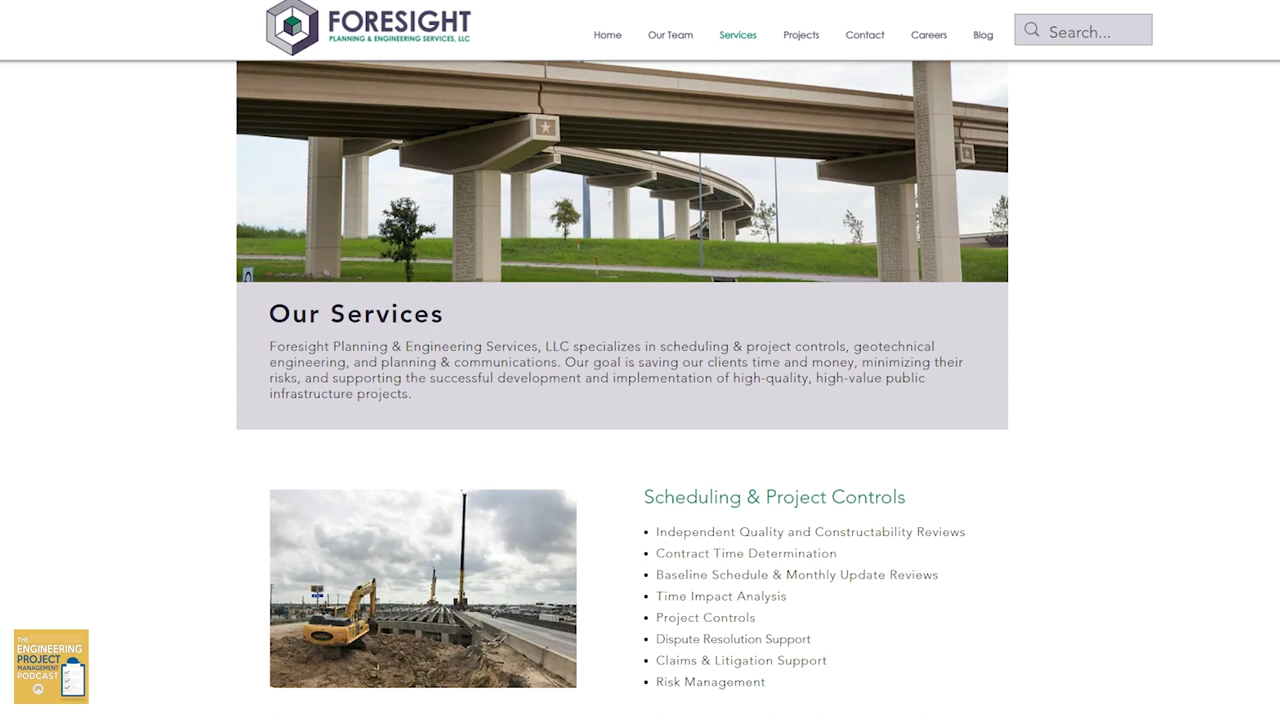 FORESIGHT
PLANNING & ENGINEERING SERVICES, LLC
Home Our Team Services Projects Contact Careers Blog
Search...
Our Services
Foresight Planning & Engineering Services, LLC specializes in scheduling & project controls, geotechnical
engineering, and planning & communications. Our goal is saving our clients time and money, minimizing their
risks, and supporting the successful development and implementation of high-quality, high-value public
infrastructure projects.
Scheduling & Project Controls
• Independent Quality and Constructability Reviews
• Contract Time Determination
• Baseline Schedule & Monthly Update Reviews
• Time Impact Analysis
• Project Controls
• Dispute Resolution Support
• Claims & Litigation Support
• Risk Management
THE
ENGINEERING
PROJECT
MANAGEMENT
PODCAST